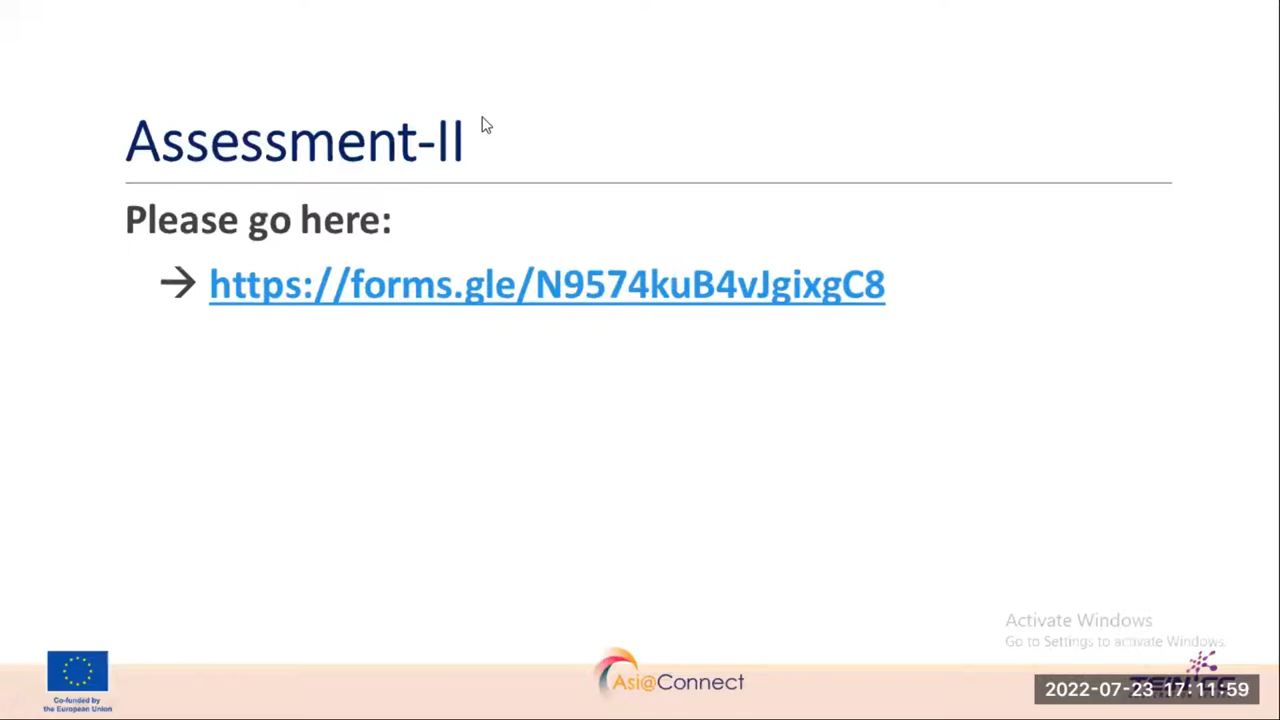 Assessment-II
Please go here:
→ https://forms.gle/N9574kuB4vJgixgC8
Activate Windows
Go to Settings to activate Windows.
Co-funded by
the European Union
Asi@Connect
2022-07-23 17:11:59